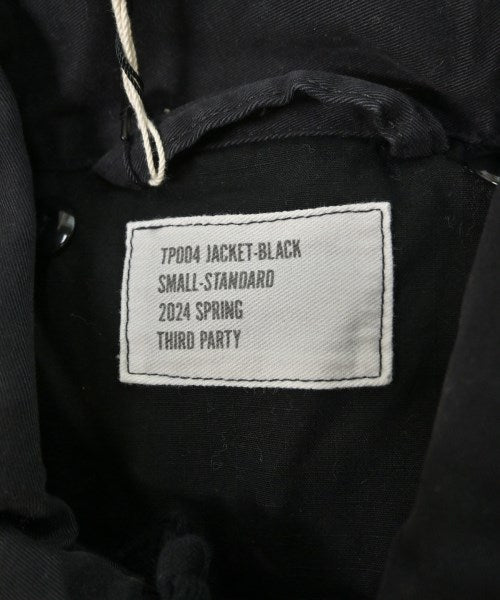 TP004 JACKET-BLACK
SMALL-STANDARD
2024 SPRING
THIRD PARTY